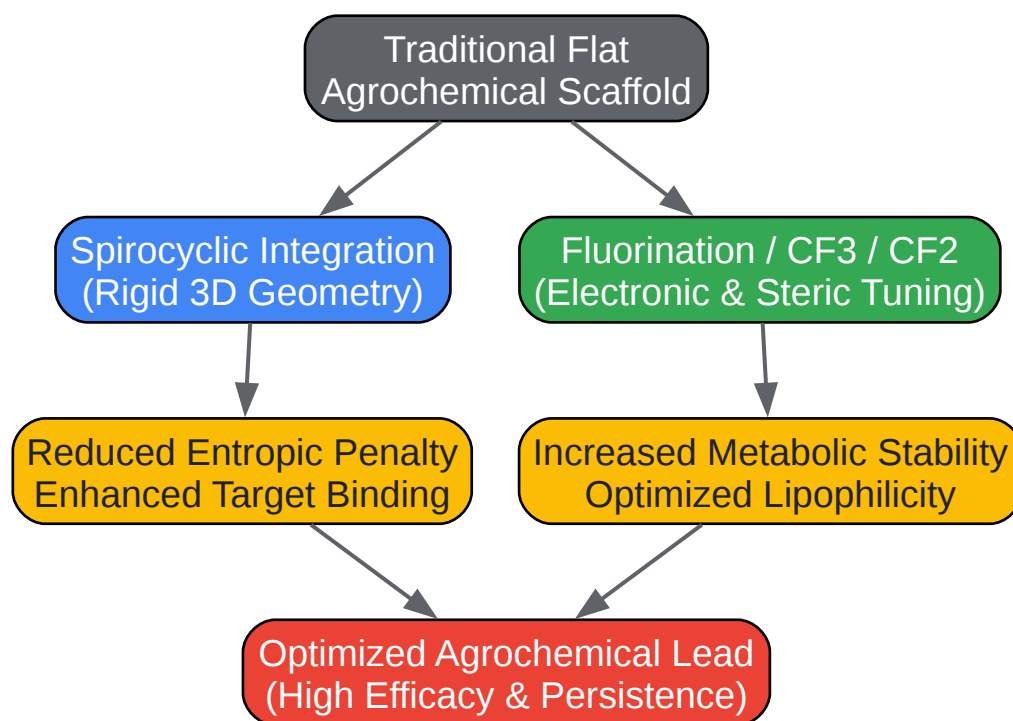 Traditional Flat
Agrochemical Scaffold
Spirocyclic Integration
(Rigid 3D Geometry)
Fluorination / CF3 / CF2
(Electronic & Steric Tuning)
Reduced Entropic Penalty
Enhanced Target Binding
Increased Metabolic Stability
Optimized Lipophilicity
Optimized Agrochemical Lead
(High Efficacy & Persistence)